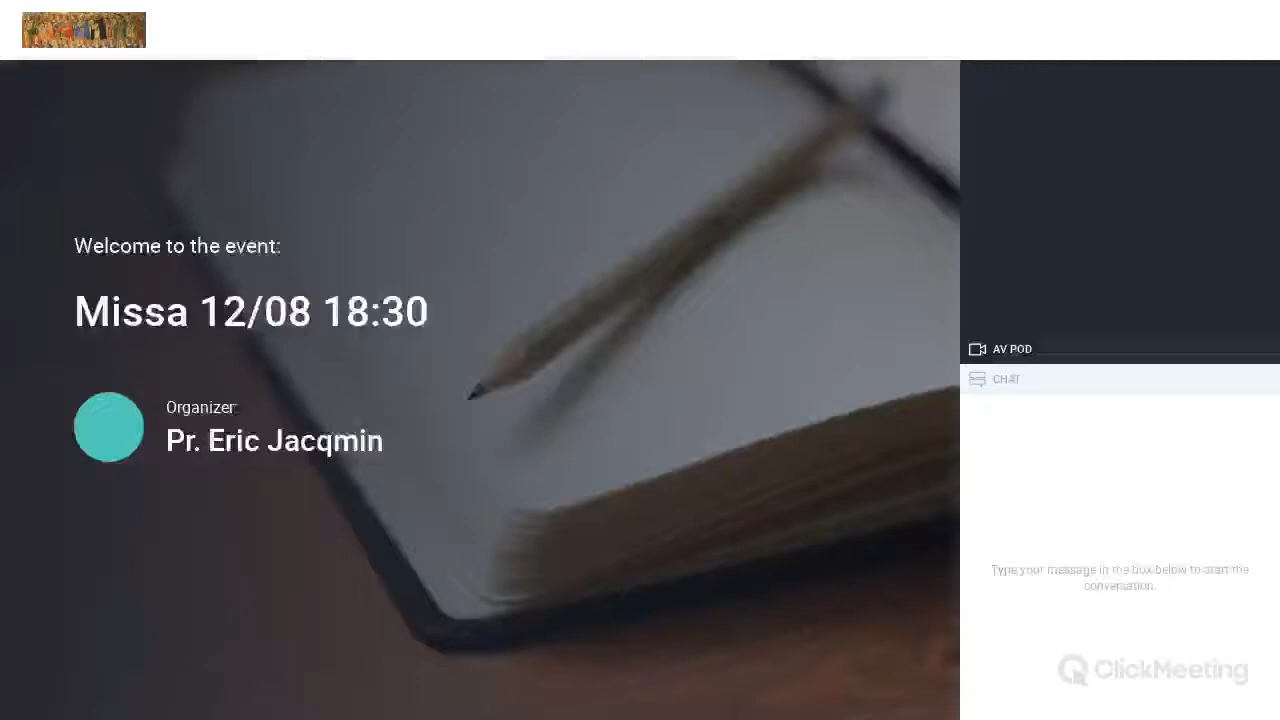 Welcome to the event:
Missa 12/08 18:30
Organizer:
Pr. Eric Jacqmin
AV POD
CHAT
Type your message in the box below to start the
conversation.
ClickMeeting